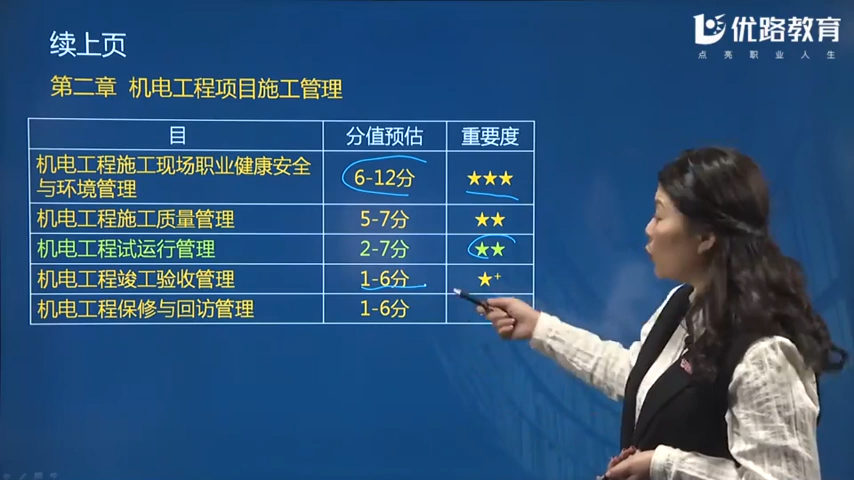 续上页
优路教育
点亮职业人生
第二章 机电工程项目施工管理
目 分值预估 重要度
机电工程施工现场职业健康安全
与环境管理 6-12分 ★★★
机电工程施工质量管理 5-7分 ★★
机电工程试运行管理 2-7分 ★★
机电工程竣工验收管理 1-6分 ★+
机电工程保修与回访管理 1-6分